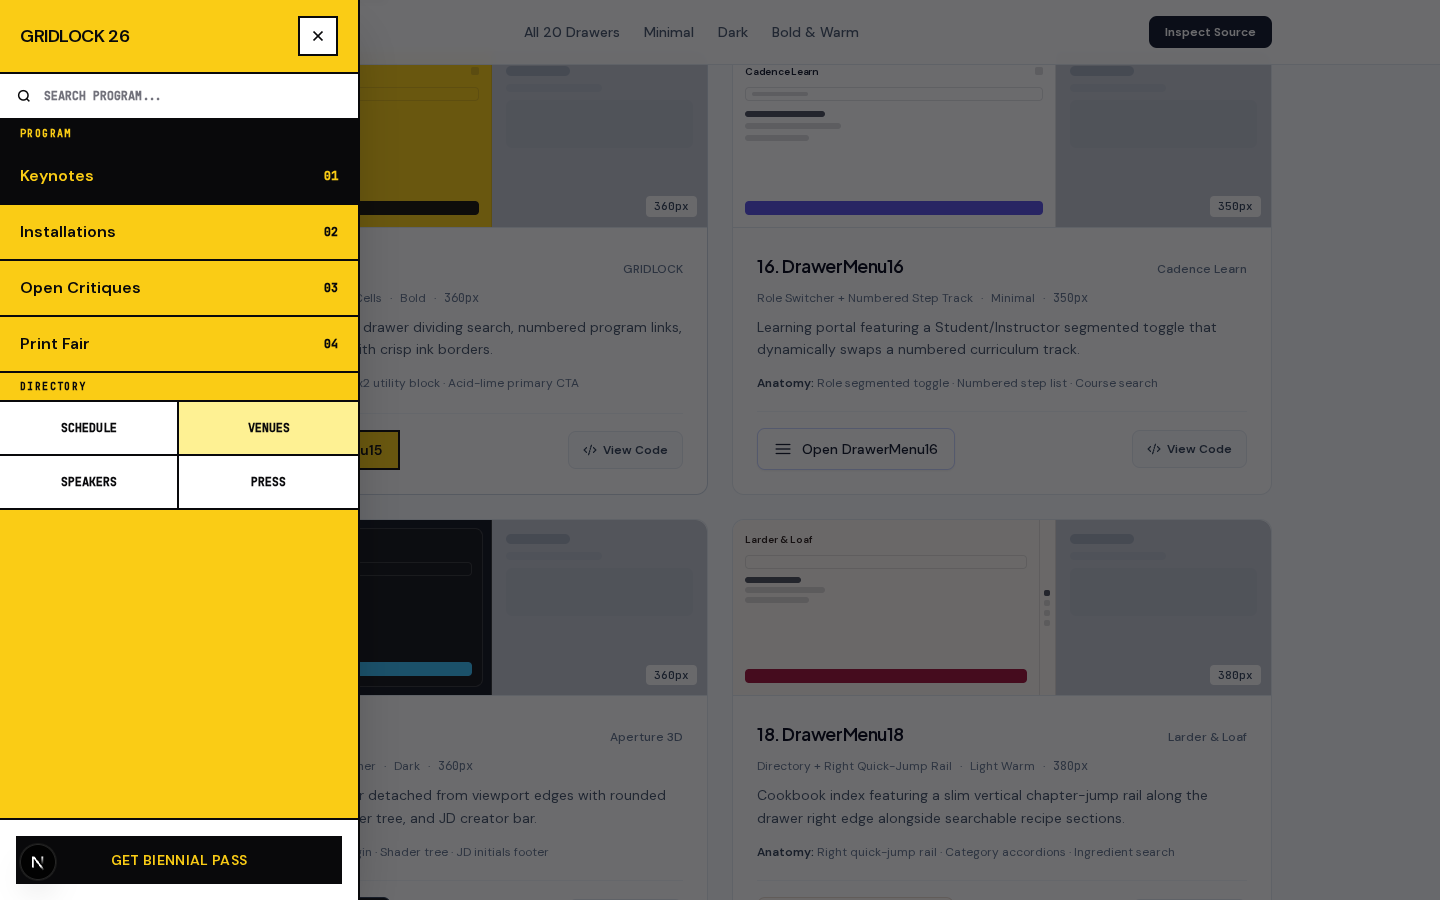 GRIDLOCK 26
SEARCH PROGRAM...
PROGRAM
Keynotes 01
Installations 02
Open Critiques 03
Print Fair 04
DIRECTORY
SCHEDULE VENUES
SPEAKERS PRESS
GET BIENNIAL PASS
N
All 20 Drawers Minimal Dark Bold & Warm
Inspect Source
360px
GRIDLOCK
· Bold · 360px
drawer dividing search, numbered program links,
crisp ink borders.
utility block · Acid-lime primary CTA
View Code
Cadence Learn
350px
16. DrawerMenu16
Cadence Learn
Role Switcher + Numbered Step Track · Minimal · 350px
Learning portal featuring a Student/Instructor segmented toggle that
dynamically swaps a numbered curriculum track.
Anatomy: Role segmented toggle · Numbered step list · Course search
Open DrawerMenu16
View Code
360px
Aperture 3D
· Dark · 360px
detached from viewport edges with rounded
tree, and JD creator bar.
· Shader tree · JD initials footer
Larder & Loaf
380px
18. DrawerMenu18
Larder & Loaf
Directory + Right Quick-Jump Rail · Light Warm · 380px
Cookbook index featuring a slim vertical chapter-jump rail along the
drawer right edge alongside searchable recipe sections.
Anatomy: Right quick-jump rail · Category accordions · Ingredient search